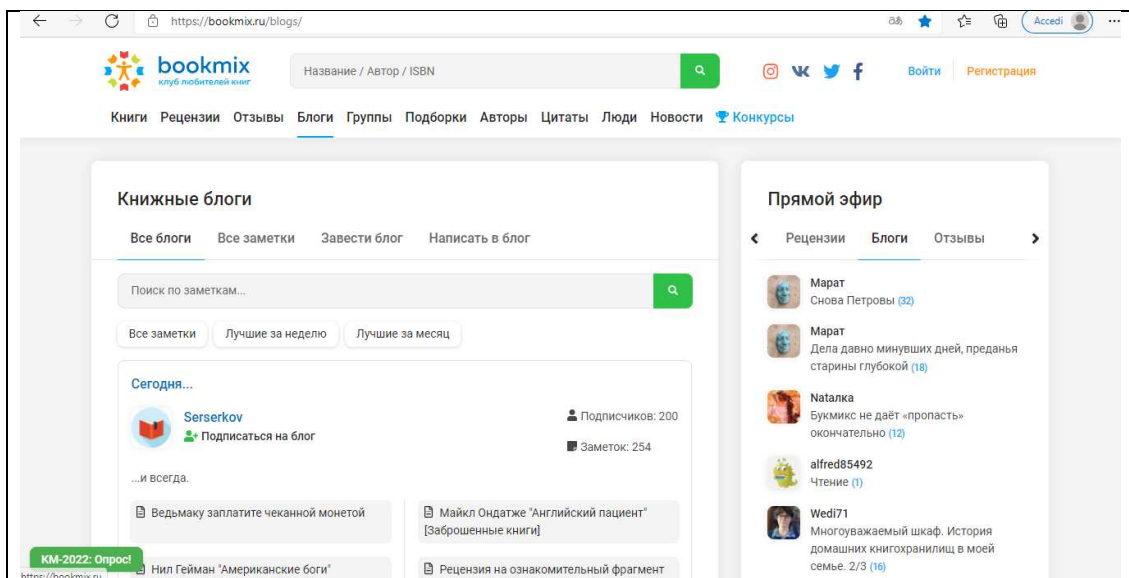 https://bookmix.ru/blogs/
Accedi
bookmix
клуб любителей книг
Название / Автор / ISBN
Войти
Регистрация
Книги Рецензии Отзывы Блоги Группы Подборки Авторы Цитаты Люди Новости Конкурсы
Книжные блоги
Все блоги Все заметки Завести блог Написать в блог
Поиск по заметкам...
Все заметки Лучшие за неделю Лучшие за месяц
Сегодня...
Serserkov
Подписаться на блог
Подписчиков: 200
Заметок: 254
...и всегда.
Ведьмаку заплатите чеканной монетой
Майкл Ондатже "Английский пациент"
[Заброшенные книги]
Нил Гейман "Американские боги"
Рецензия на ознакомительный фрагмент
КМ-2022: Опрос!
https://bookmix.ru
Прямой эфир
Рецензии Блоги Отзывы
Марат
Снова Петровы (32)
Марат
Дела давно минувших дней, преданья
старины глубокой (18)
Nataлка
Букмикс не даёт «пропасть»
окончательно (12)
alfred85492
Чтение (1)
Wedi71
Многоуважаемый шкаф. История
домашних книгохранилищ в моей
семье. 2/3 (16)